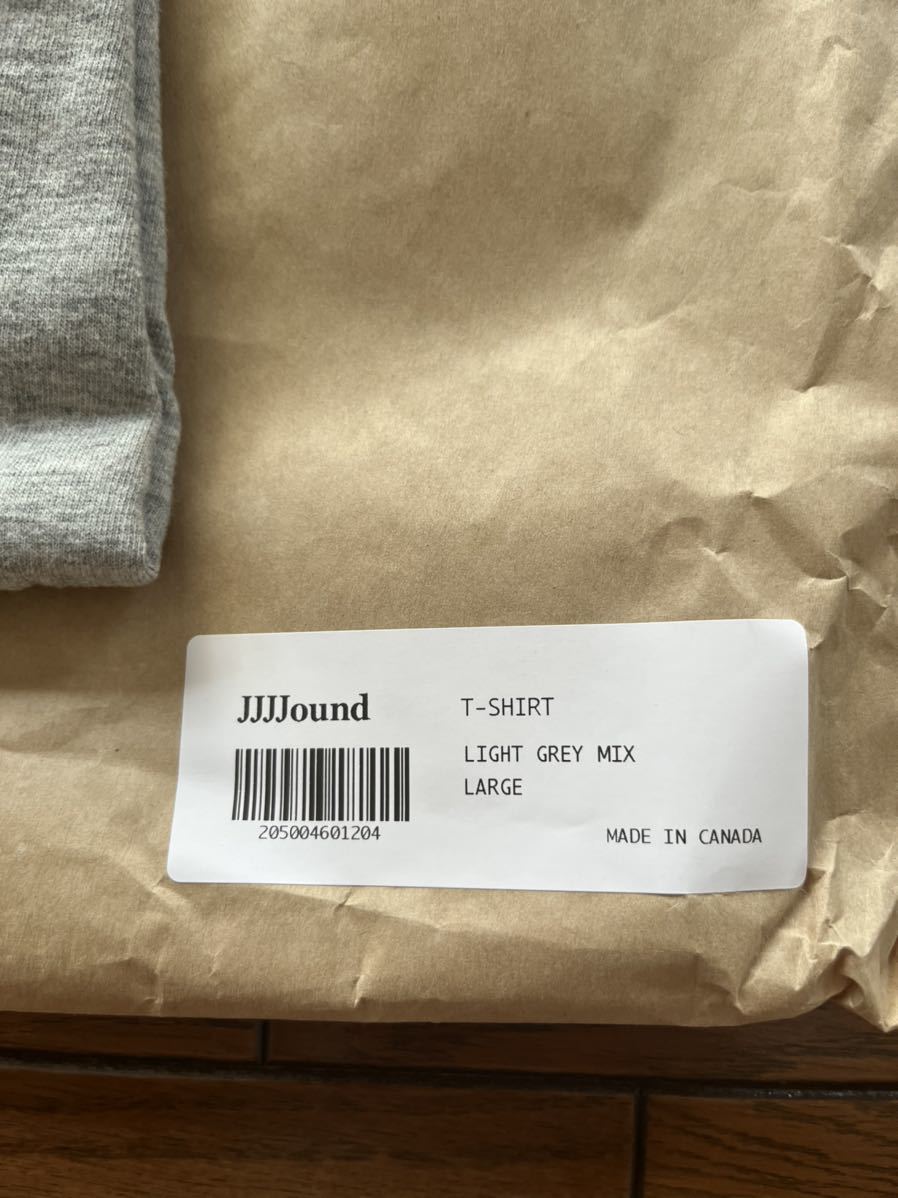 JJJJound
205004601204
T-SHIRT
LIGHT GREY MIX
LARGE
MADE IN CANADA